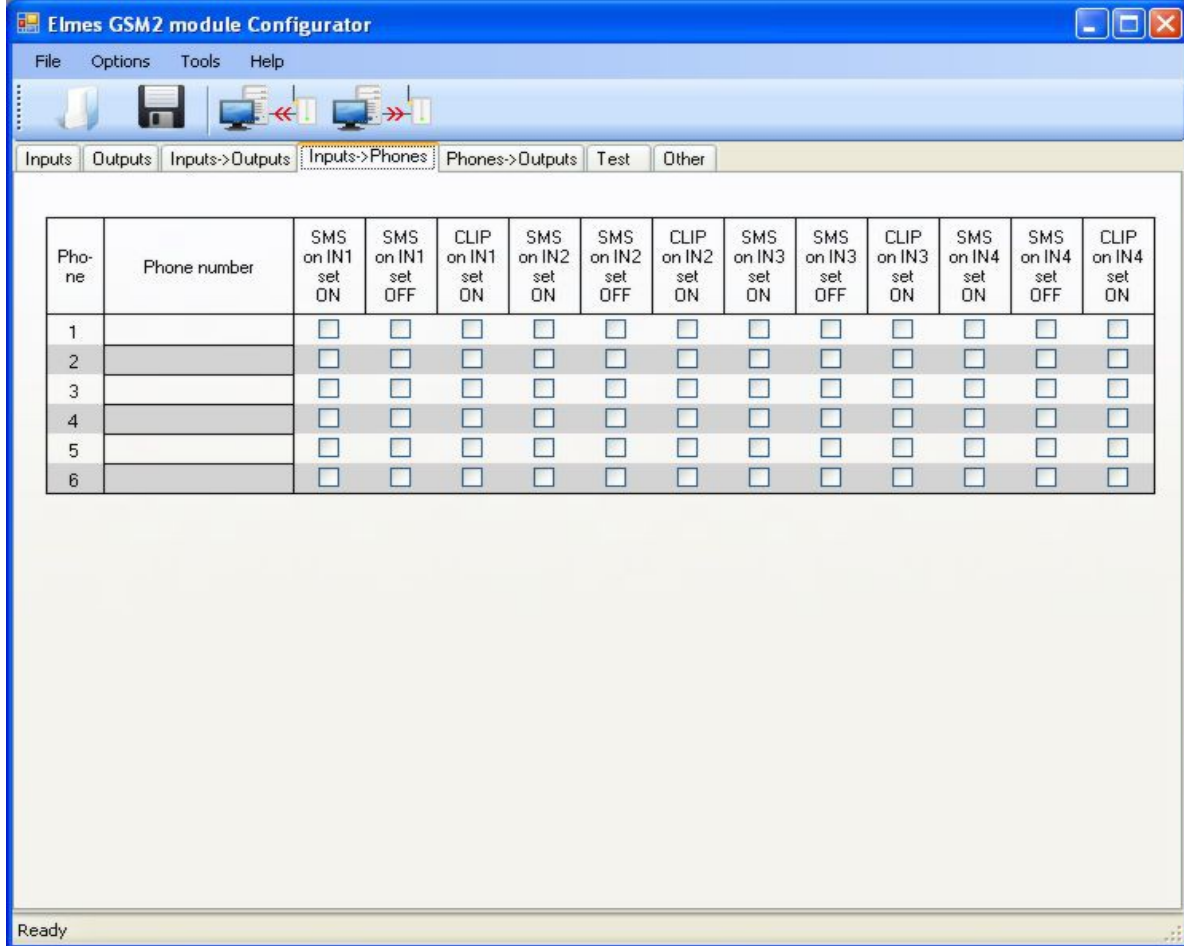 Elmes GSM2 module Configurator
File Options Tools Help
Inputs Outputs Inputs->Outputs Inputs->Phones Phones->Outputs Test Other
Pho-
ne
Phone number
SMS
on IN1
set
ON
SMS
on IN1
set
OFF
CLIP
on IN1
set
ON
SMS
on IN2
set
ON
SMS
on IN2
set
OFF
CLIP
on IN2
set
ON
SMS
on IN3
set
ON
SMS
on IN3
set
OFF
CLIP
on IN3
set
ON
SMS
on IN4
set
ON
SMS
on IN4
set
OFF
CLIP
on IN4
set
ON
1
2
3
4
5
6
Ready